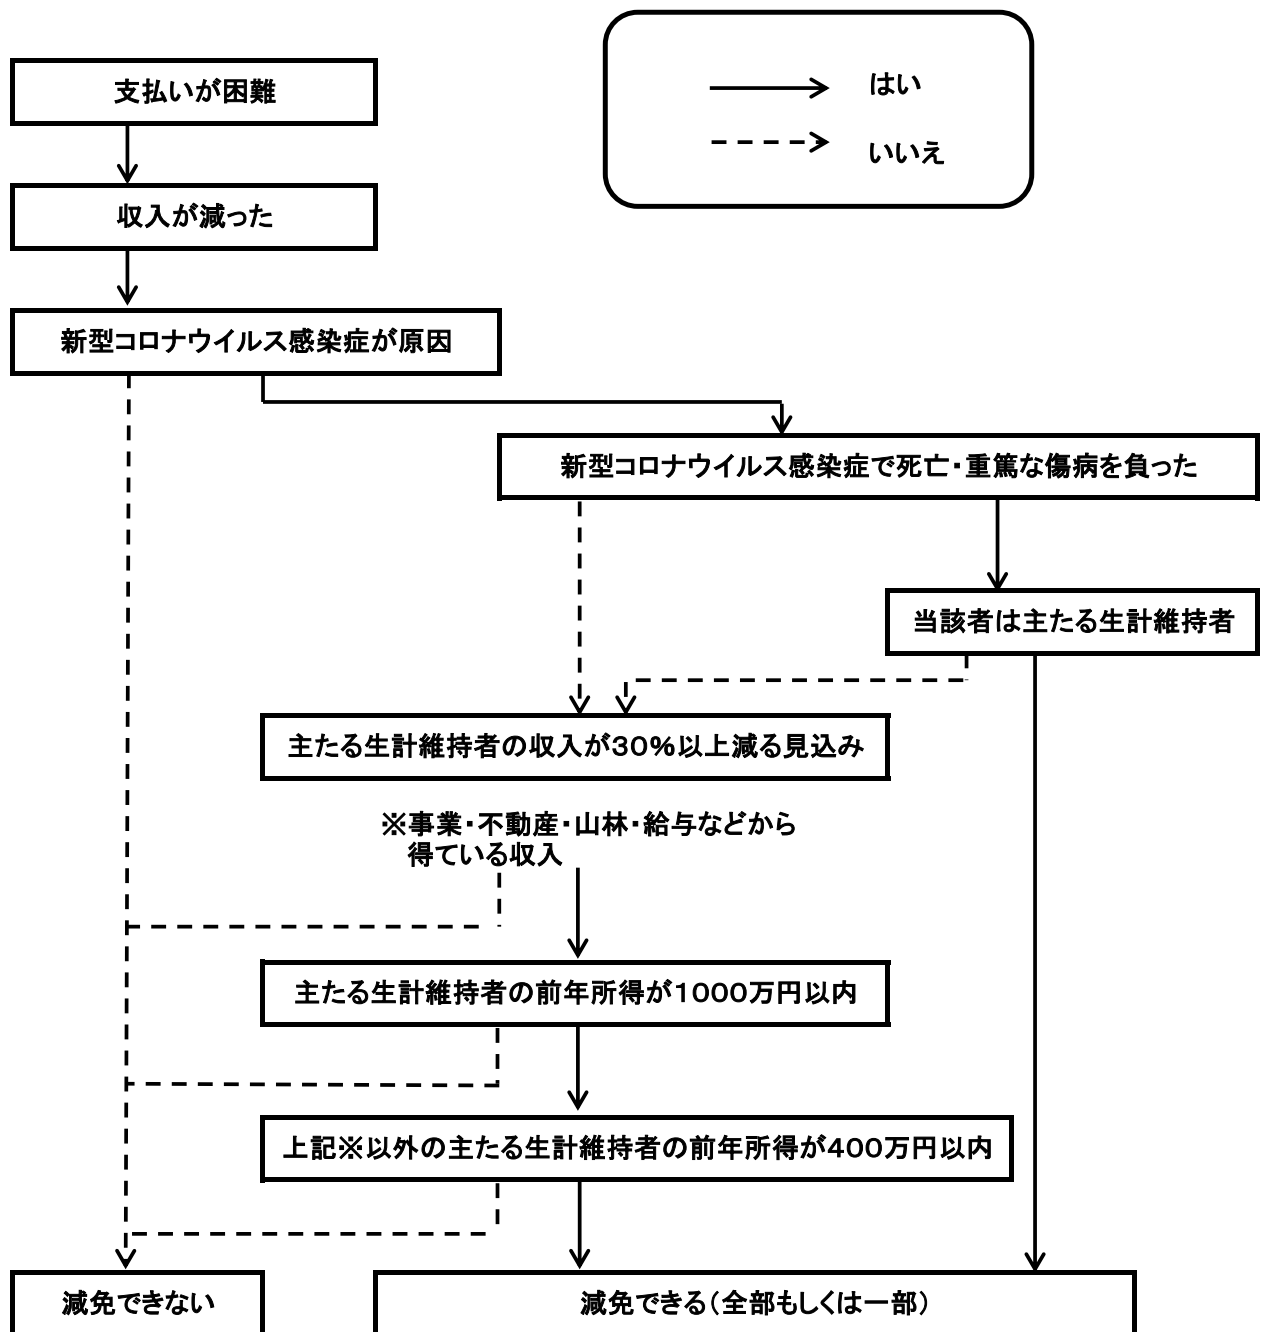 はい
いいえ
支払いが困難
収入が減った
新型コロナウイルス感染症が原因
新型コロナウイルス感染症で死亡・重篤な傷病を負った
当該者は主たる生計維持者
主たる生計維持者の収入が30%以上減る見込み
※事業・不動産・山林・給与などから
得ている収入
主たる生計維持者の前年所得が1000万円以内
上記※以外の主たる生計維持者の前年所得が400万円以内
減免できない
減免できる(全部もしくは一部)